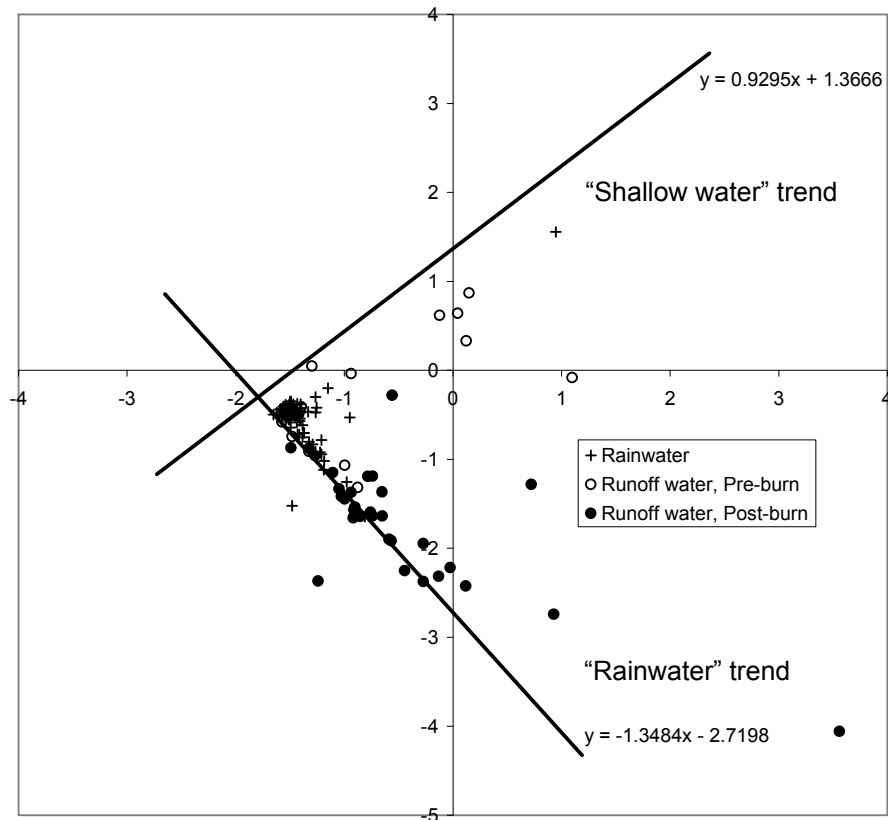 4
y = 0.9295x + 1.3666
3
“Shallow water” trend
2
1
0
-4 -3 -2 -1 0 1 2 3 4
-1
+ Rainwater
Runoff water, Pre-burn
Runoff water, Post-burn
-2
-3
“Rainwater” trend
y = -1.3484x - 2.7198
-4
-5